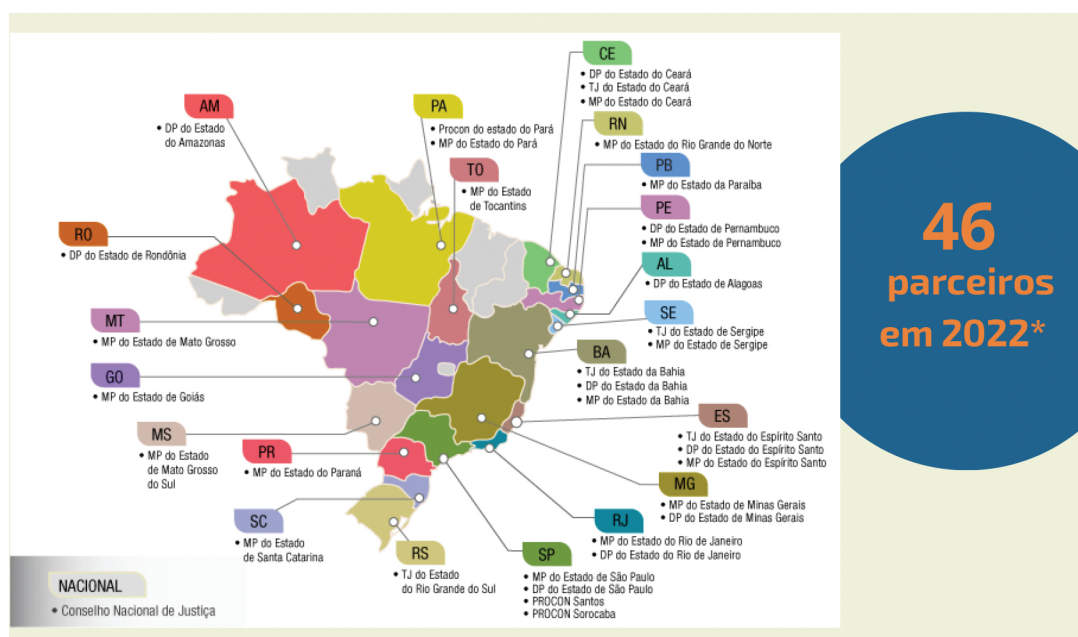 CE
• DP do Estado do Ceará
• TJ do Estado do Ceará
• MP do Estado do Ceará
AM
• DP do Estado
do Amazonas
PA
• Procon do estado do Pará
• MP do Estado do Pará
RN
• MP do Estado do Rio Grande do Norte
TO
• MP do Estado
de Tocantins
PB
• MP do Estado da Paraíba
PE
• DP do Estado de Pernambuco
• MP do Estado de Pernambuco
RO
• DP do Estado de Rondônia
AL
• DP do Estado de Alagoas
SE
• TJ do Estado de Sergipe
• MP do Estado de Sergipe
MT
• MP do Estado de Mato Grosso
BA
• TJ do Estado da Bahia
• DP do Estado da Bahia
• MP do Estado da Bahia
GO
• MP do Estado de Goiás
ES
• TJ do Estado do Espírito Santo
• DP do Estado do Espírito Santo
• MP do Estado do Espírito Santo
MS
• MP do Estado
de Mato Grosso
do Sul
PR
• MP do Estado do Paraná
MG
• MP do Estado de Minas Gerais
• DP do Estado de Minas Gerais
SC
• MP do Estado
de Santa Catarina
RJ
• MP do Estado do Rio de Janeiro
• DP do Estado do Rio de Janeiro
RS
• TJ do Estado
do Rio Grande do Sul
SP
• MP do Estado de São Paulo
• DP do Estado de São Paulo
• PROCON Santos
• PROCON Sorocaba
NACIONAL
• Conselho Nacional de Justiça
46
parceiros
em 2022*